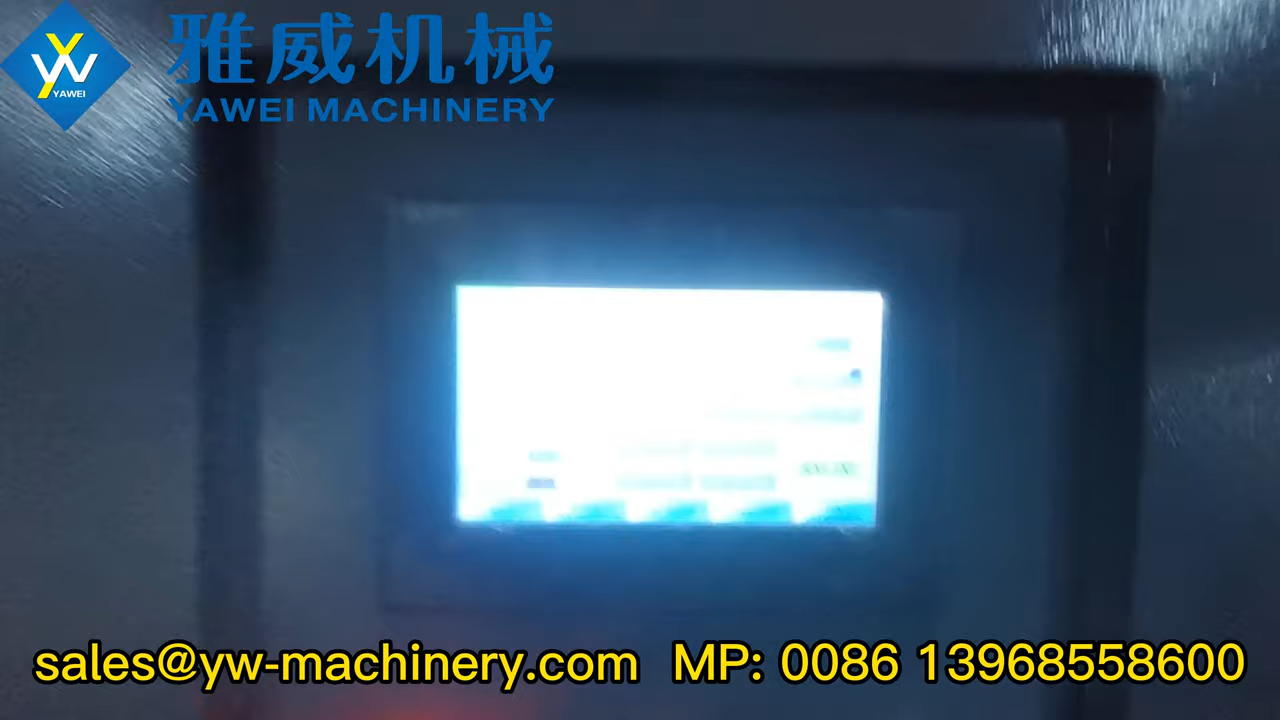 雅威机械
YW
YAWEI
YAWEI MACHINERY
sales@yw-machinery.com MP: 0086 13968558600